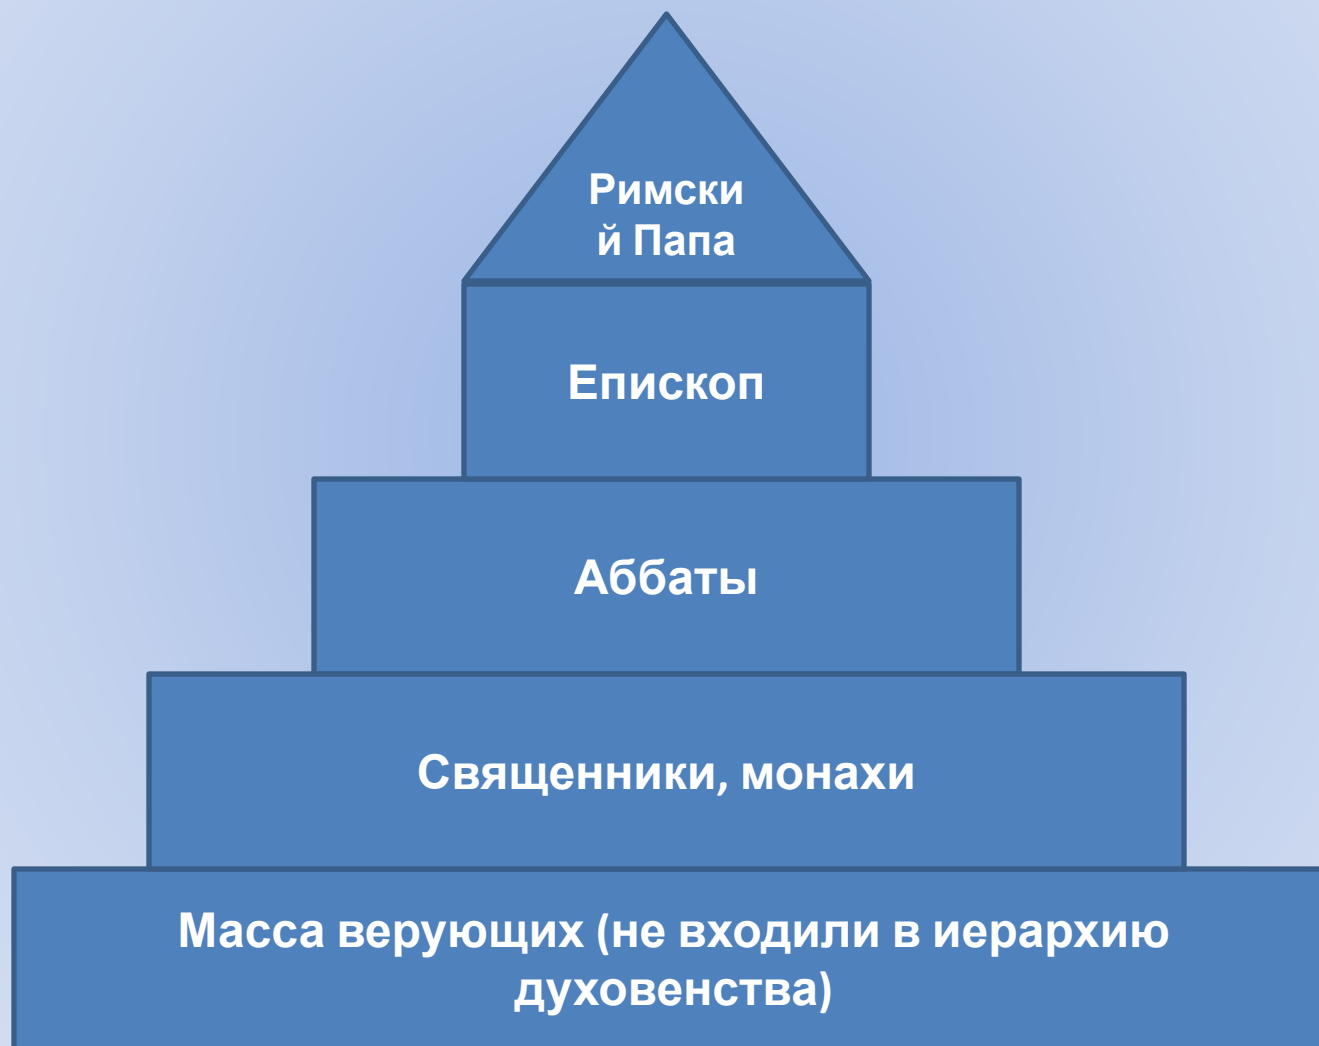 Римски
й Папа
Епископ
Аббаты
Священники, монахи
Масса верующих (не входили в иерархию
духовенства)